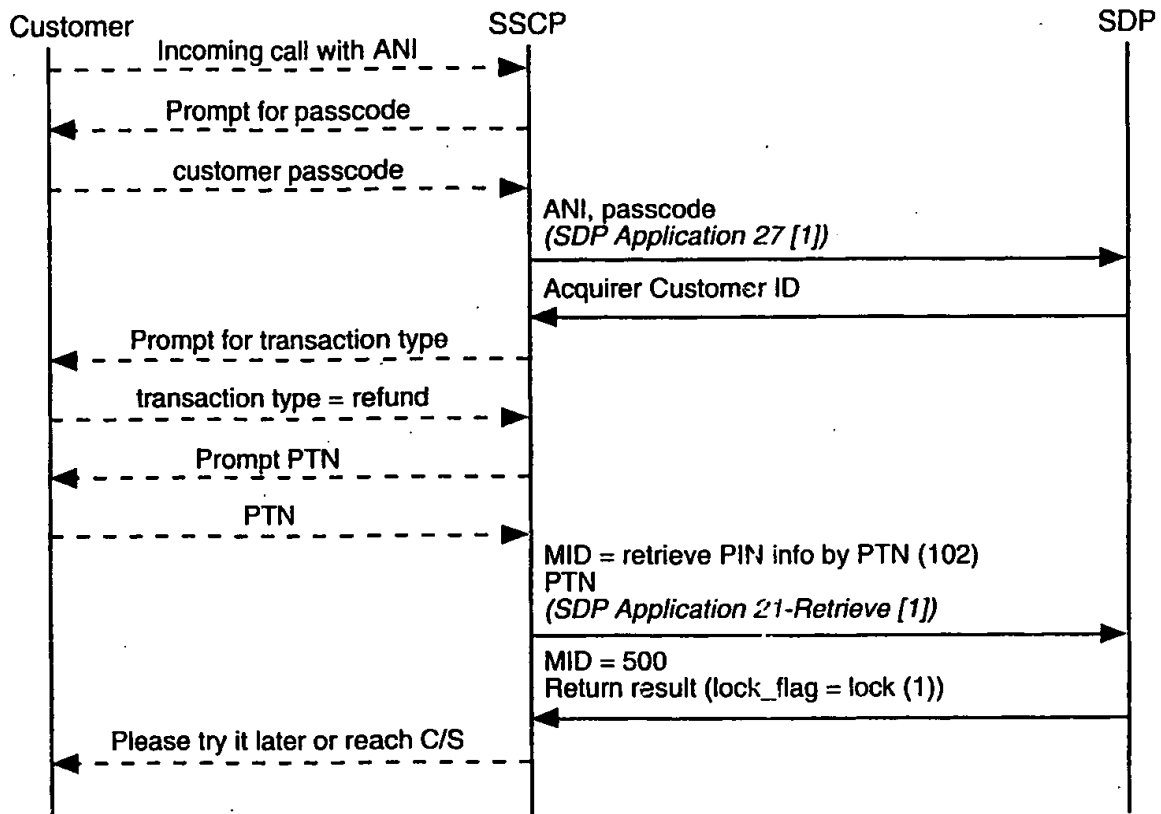 Customer
SSCP
SDP
Incoming call with ANI
Prompt for passcode
customer passcode
ANI, passcode
(SDP Application 27 [1])
Acquirer Customer ID
Prompt for transaction type
transaction type = refund
Prompt PTN
PTN
MID = retrieve PIN info by PTN (102)
PTN
(SDP Application 21-Retrieve [1])
MID = 500
Return result (lock_flag = lock (1))
Please try it later or reach C/S